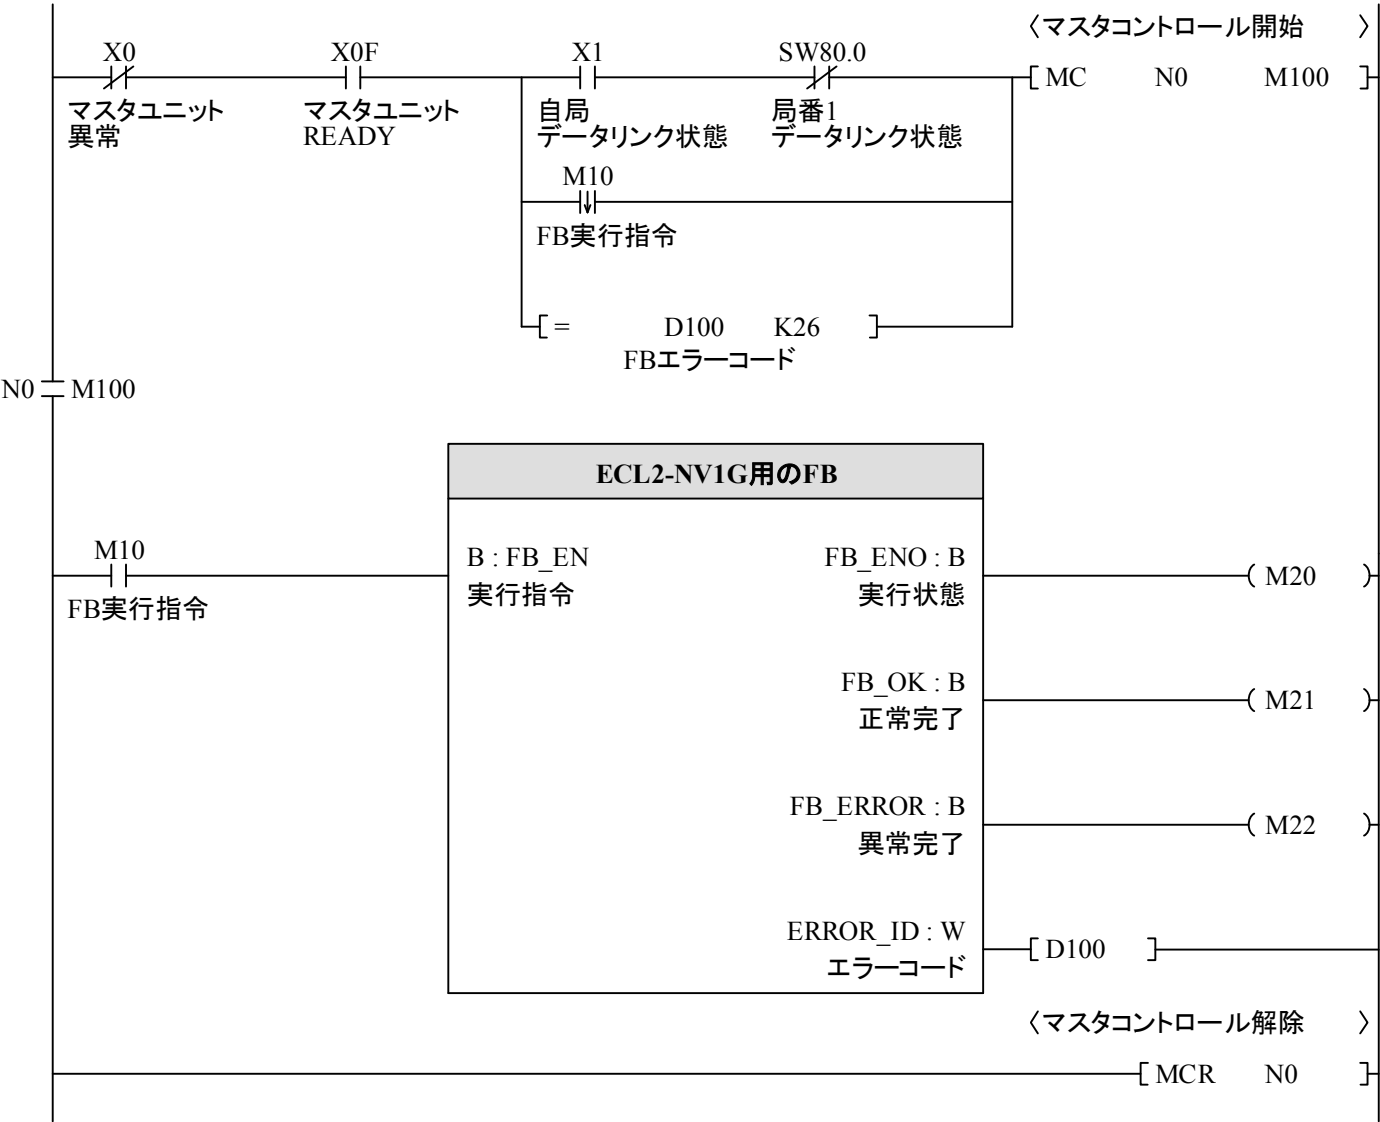 〈マスタコントロール開始 〉
X0 X0F X1 SW80.0
[ MC N0 M100 ]
マスタユニット マスタユニット 自局 局番1
異常 READY データリンク状態 データリンク状態
M10
FB実行指令
[ = D100 K26 ]
FBエラーコード
N0 M100
ECL2-NV1G用のFB
M10
FB実行指令
B : FB_EN FB_ENO : B
実行指令 実行状態
( M20 )
FB_OK : B
正常完了
( M21 )
FB_ERROR : B
異常完了
( M22 )
ERROR_ID : W
エラーコード
[ D100 ]
〈マスタコントロール解除 〉
[ MCR N0 ]